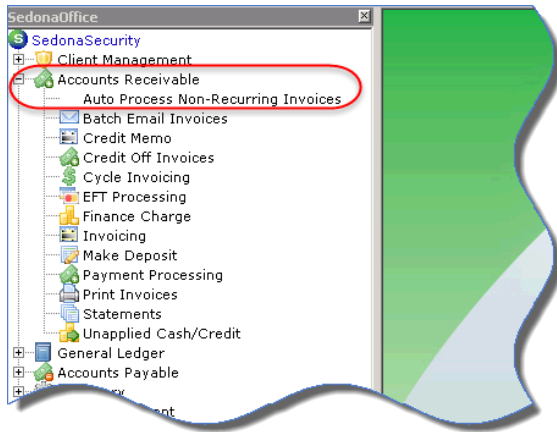 SedonaOffice
SedonaSecurity
Client Management
Accounts Receivable
Auto Process Non-Recurring Invoices
Batch Email Invoices
Credit Memo
Credit Off Invoices
Cycle Invoicing
EFT Processing
Finance Charge
Invoicing
Make Deposit
Payment Processing
Print Invoices
Statements
Unapplied Cash/Credit
General Ledger
Accounts Payable